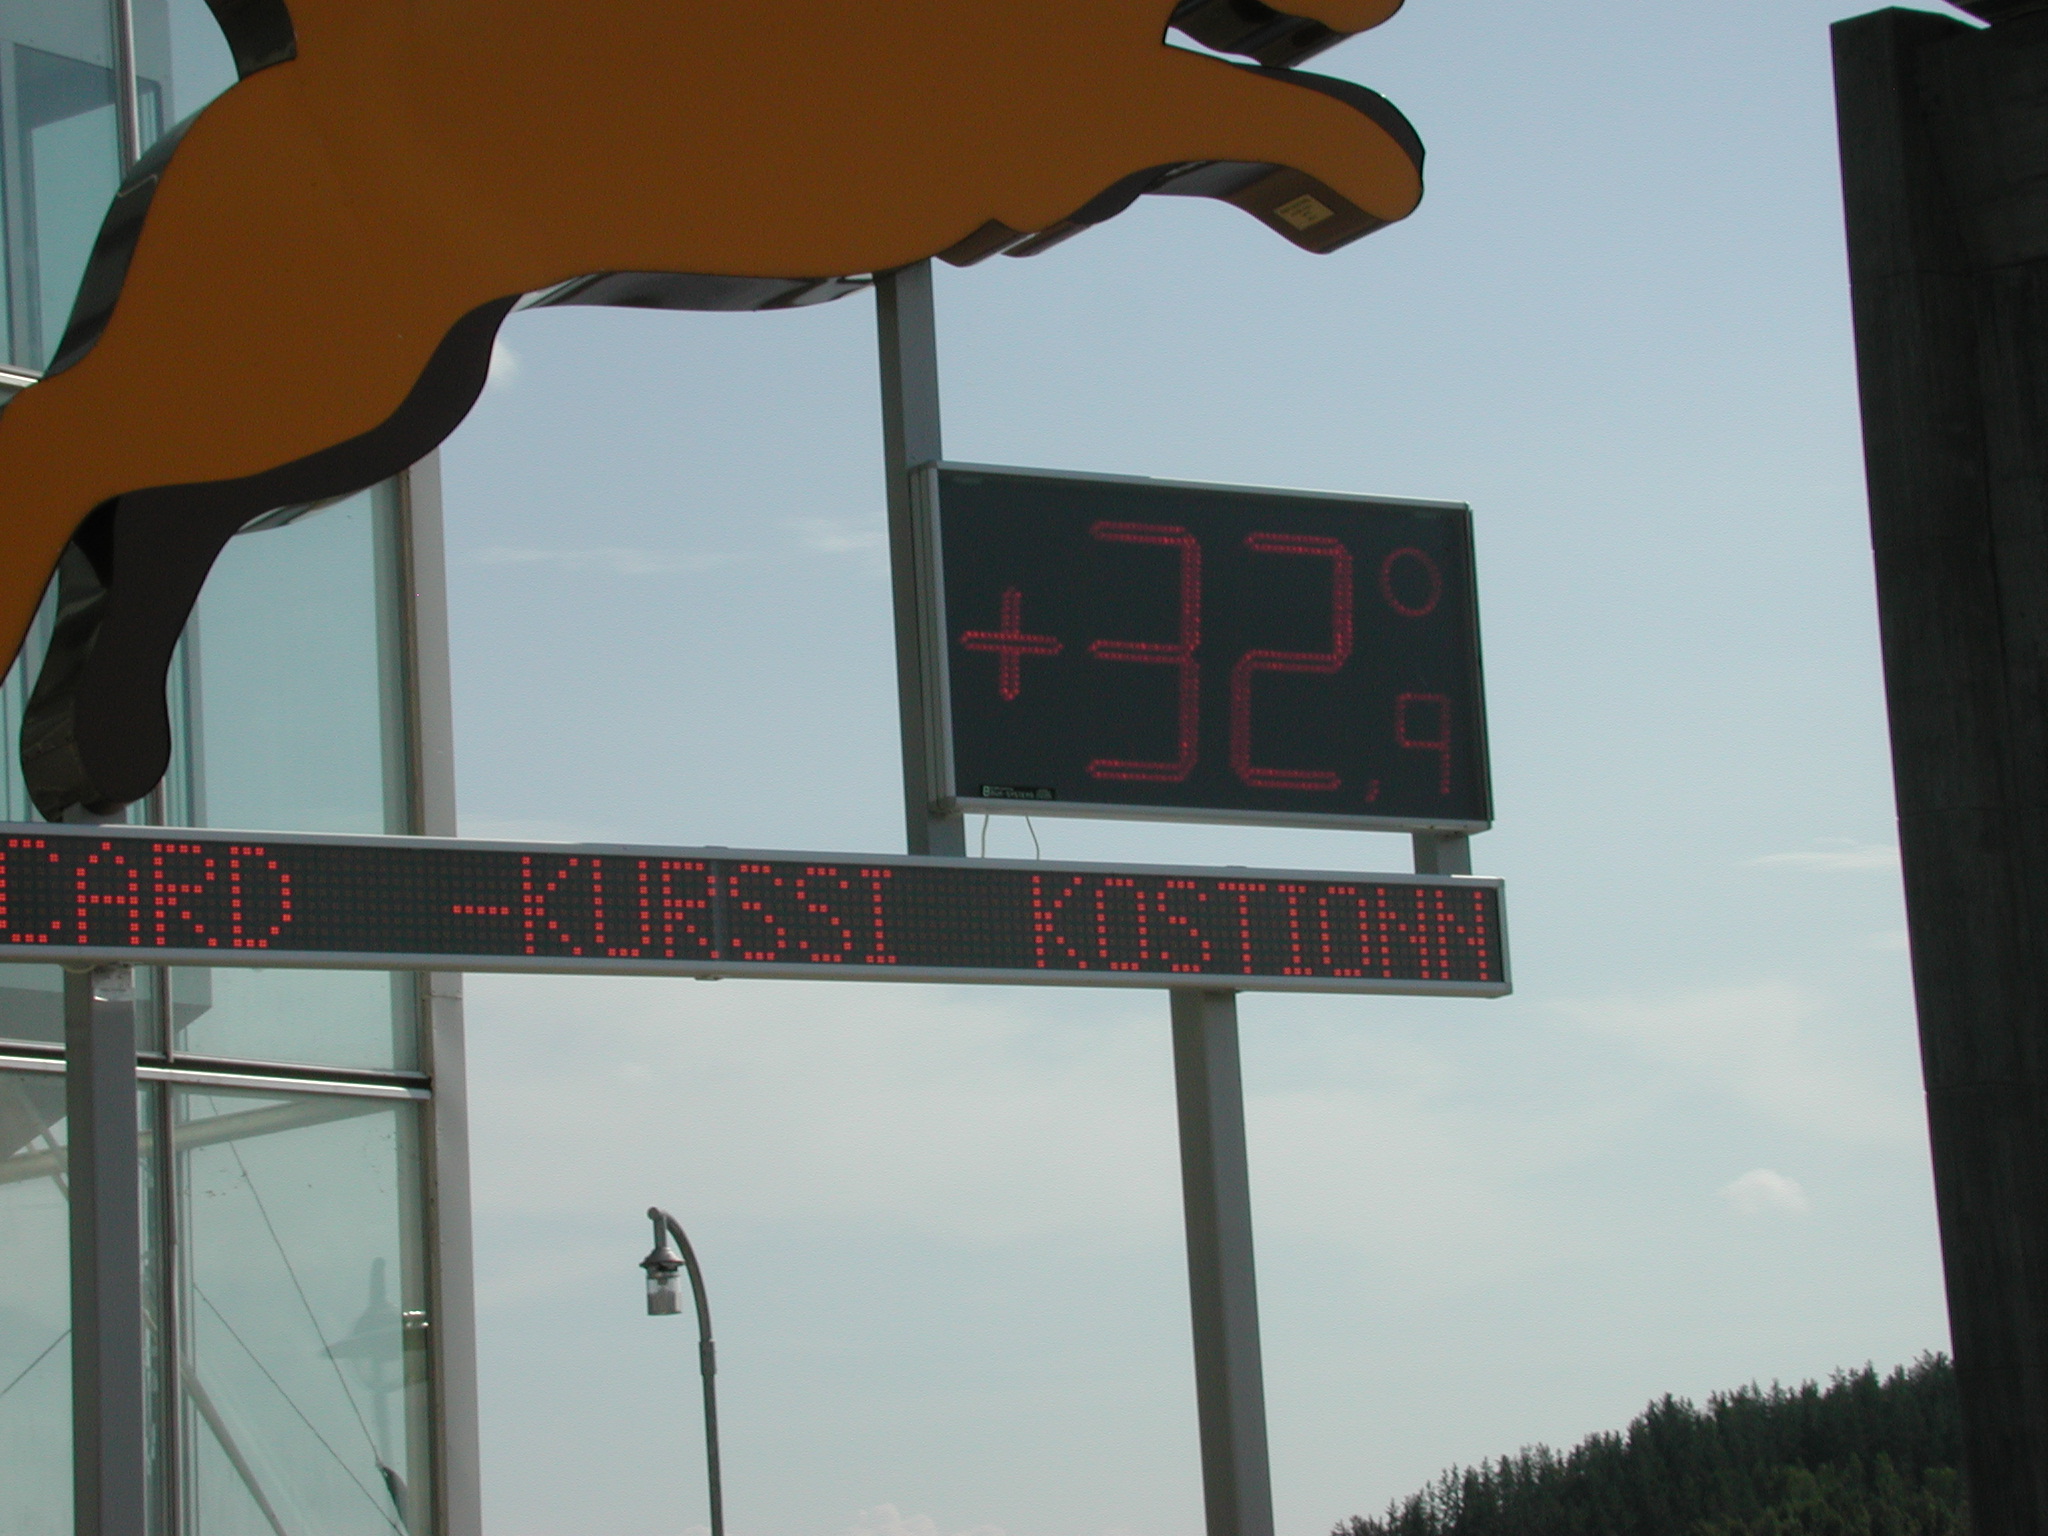 +32,9°
CARD -KURSSI KOSTIONN